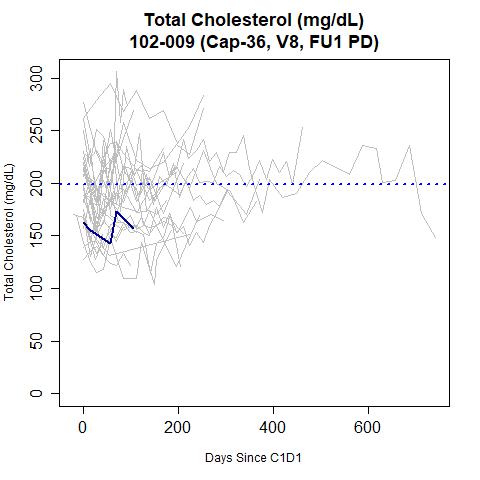 Total Cholesterol (mg/dL)
102-009 (Cap-36, V8, FU1 PD)
Total Cholesterol (mg/dL)
300
250
200
150
100
50
0
0 200 400 600
Days Since C1D1